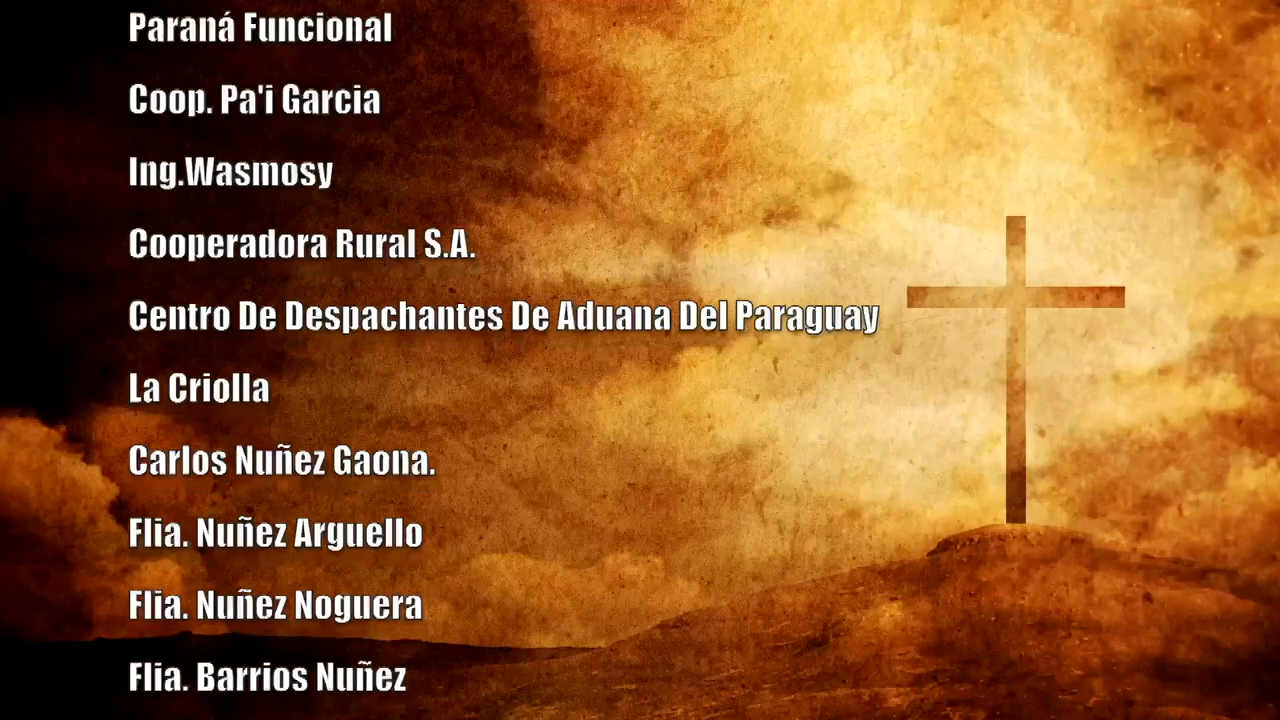 Paraná Funcional
Coop. Pa'i Garcia
Ing.Wasmosy
Cooperadora Rural S.A.
Centro De Despachantes De Aduana Del Paraguay
La Criolla
Carlos Nuñez Gaona.
Flia. Nuñez Arguello
Flia. Nuñez Noguera
Flia. Barrios Nuñez